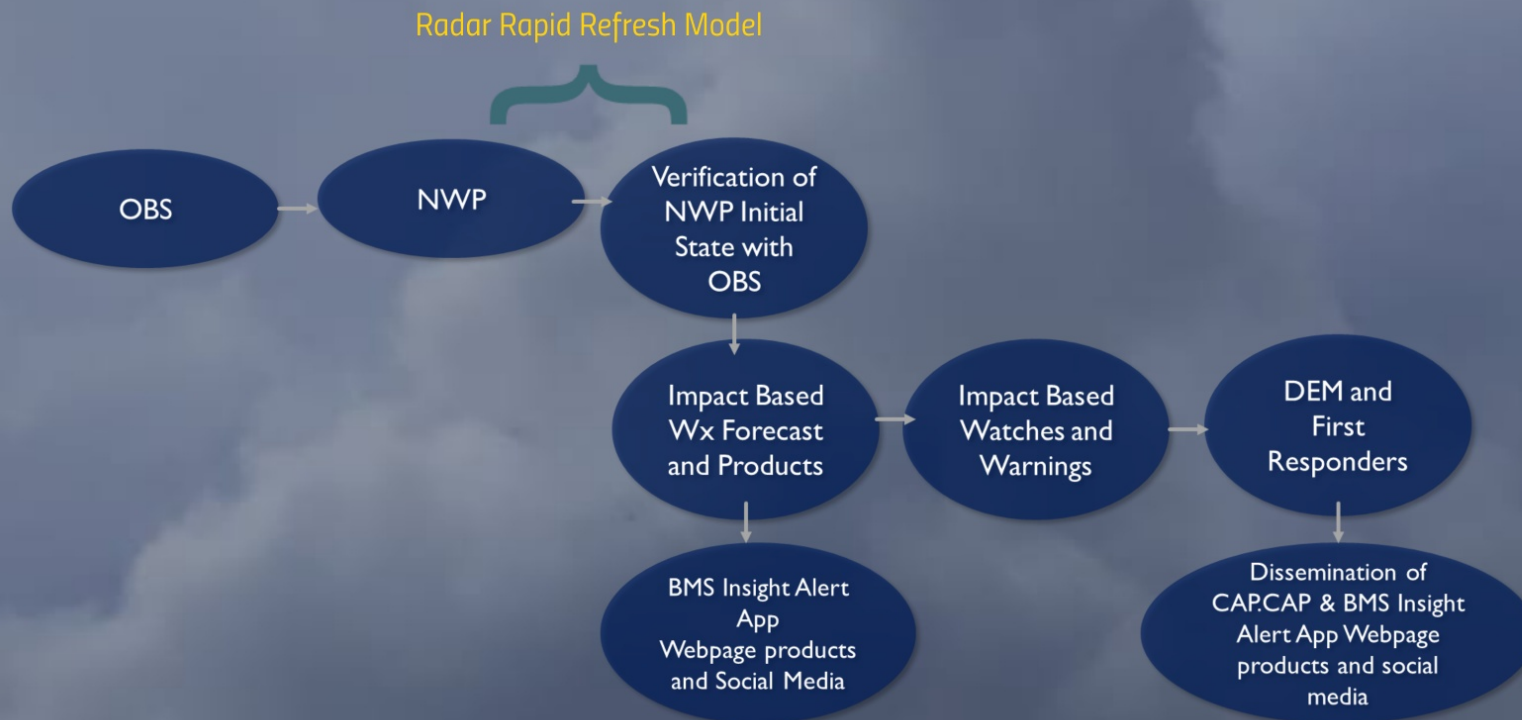 Radar Rapid Refresh Model
OBS
NWP
Verification of
NWP Initial
State with
OBS
Impact Based
Wx Forecast
and Products
Impact Based
Watches and
Warnings
DEM and
First
Responders
BMS Insight Alert
App
Webpage products
and Social Media
Dissemination of
CAP.CAP & BMS Insight
Alert App Webpage
products and social
media